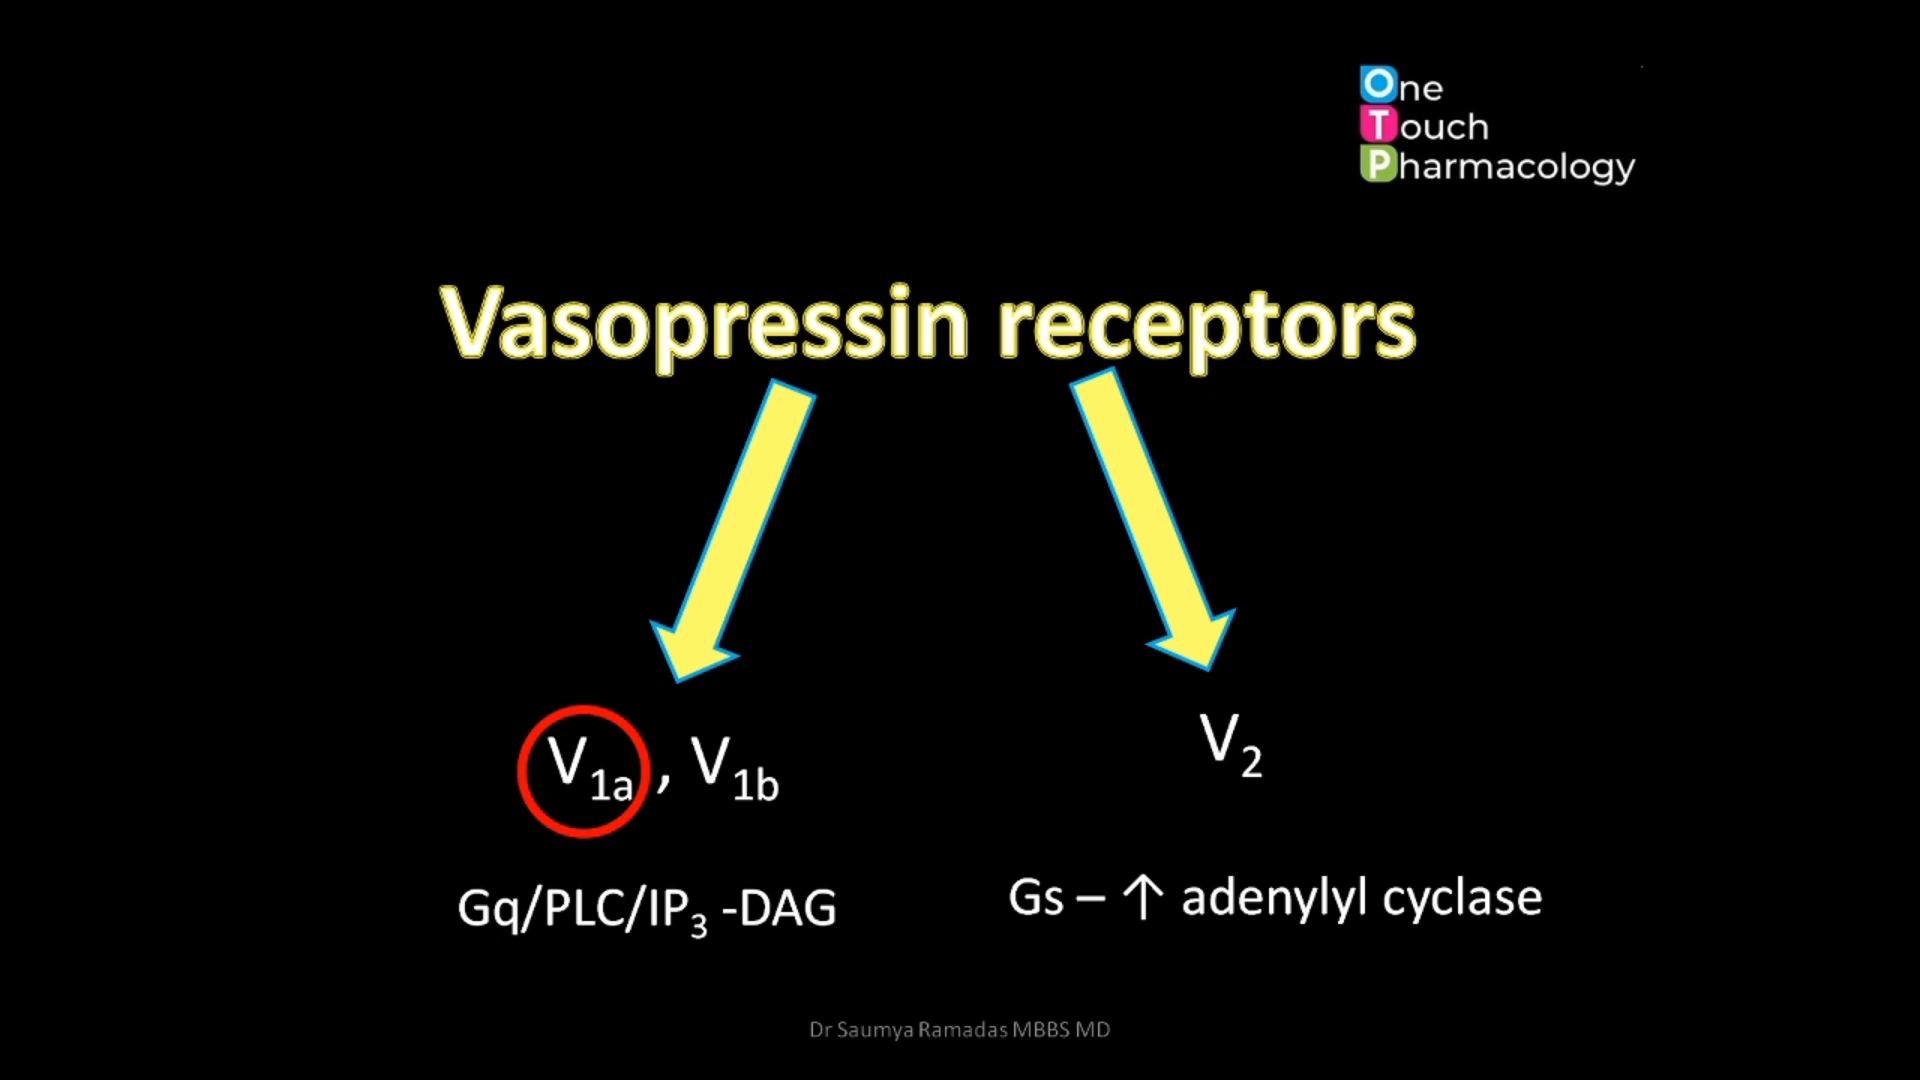 One
Touch
Pharmacology
Vasopressin receptors
V₁ₐ , V₁b
V₂
Gq/PLC/IP₃ -DAG
Gs – ↑ adenylyl cyclase
Dr Saumya Ramadas MBBS MD